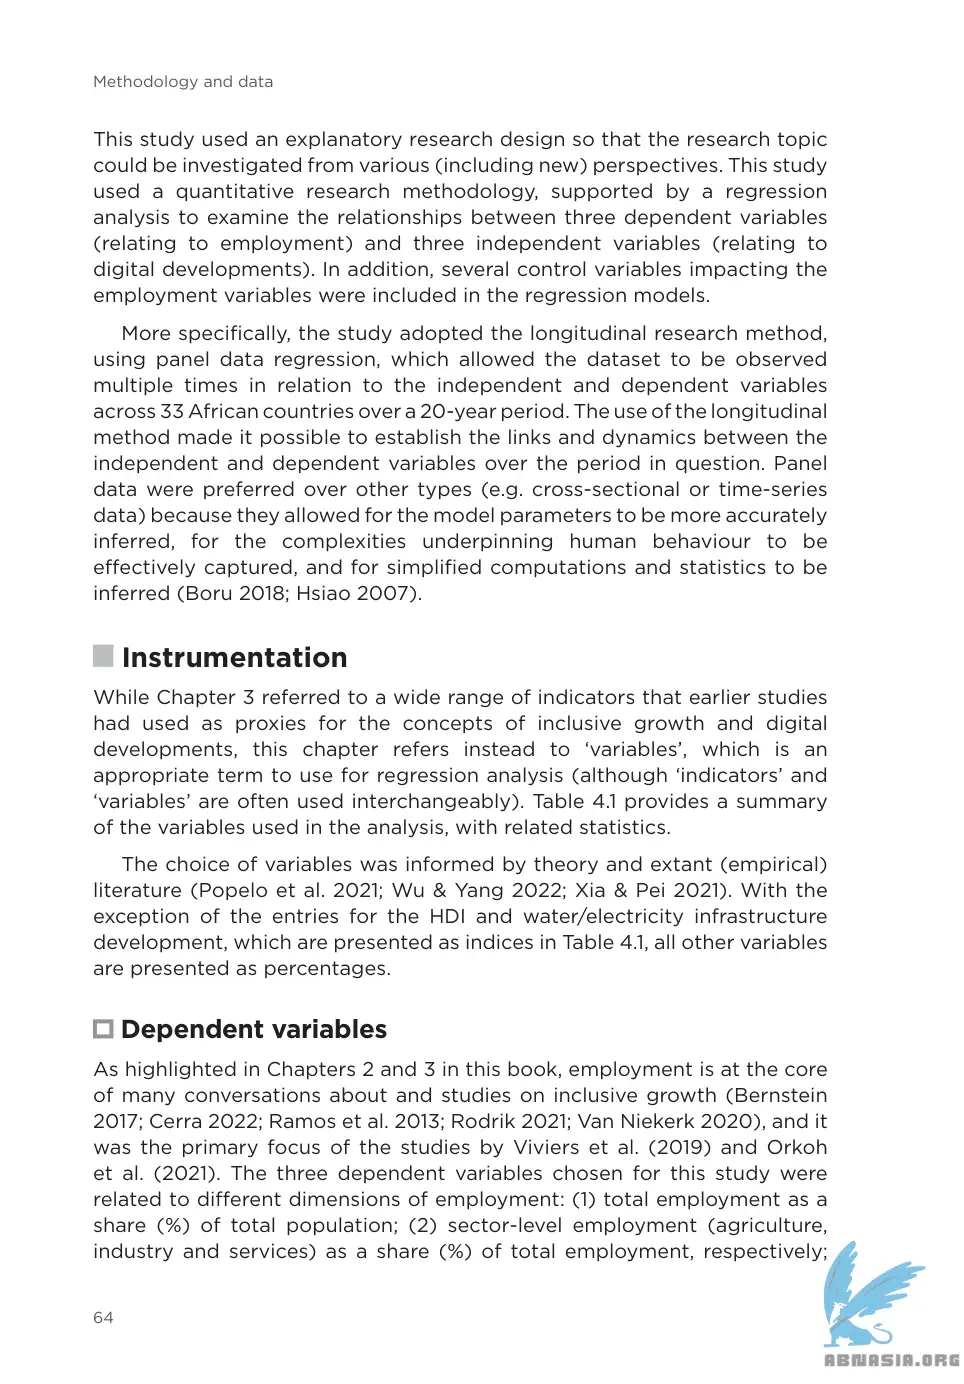 Methodology and data
This study used an explanatory research design so that the research topic
could be investigated from various (including new) perspectives. This study
used a quantitative research methodology, supported by a regression
analysis to examine the relationships between three dependent variables
(relating to employment) and three independent variables (relating to
digital developments). In addition, several control variables impacting the
employment variables were included in the regression models.
More specifically, the study adopted the longitudinal research method,
using panel data regression, which allowed the dataset to be observed
multiple times in relation to the independent and dependent variables
across 33 African countries over a 20-year period. The use of the longitudinal
method made it possible to establish the links and dynamics between the
independent and dependent variables over the period in question. Panel
data were preferred over other types (e.g. cross-sectional or time-series
data) because they allowed for the model parameters to be more accurately
inferred, for the complexities underpinning human behaviour to be
effectively captured, and for simplified computations and statistics to be
inferred (Boru 2018; Hsiao 2007).
Instrumentation
While Chapter 3 referred to a wide range of indicators that earlier studies
had used as proxies for the concepts of inclusive growth and digital
developments, this chapter refers instead to ‘variables’, which is an
appropriate term to use for regression analysis (although ‘indicators’ and
‘variables’ are often used interchangeably). Table 4.1 provides a summary
of the variables used in the analysis, with related statistics.
The choice of variables was informed by theory and extant (empirical)
literature (Popelo et al. 2021; Wu & Yang 2022; Xia & Pei 2021). With the
exception of the entries for the HDI and water/electricity infrastructure
development, which are presented as indices in Table 4.1, all other variables
are presented as percentages.
Dependent variables
As highlighted in Chapters 2 and 3 in this book, employment is at the core
of many conversations about and studies on inclusive growth (Bernstein
2017; Cerra 2022; Ramos et al. 2013; Rodrik 2021; Van Niekerk 2020), and it
was the primary focus of the studies by Viviers et al. (2019) and Orkoh
et al. (2021). The three dependent variables chosen for this study were
related to different dimensions of employment: (1) total employment as a
share (%) of total population; (2) sector-level employment (agriculture,
industry and services) as a share (%) of total employment, respectively;
64
ABNASIA.ORG